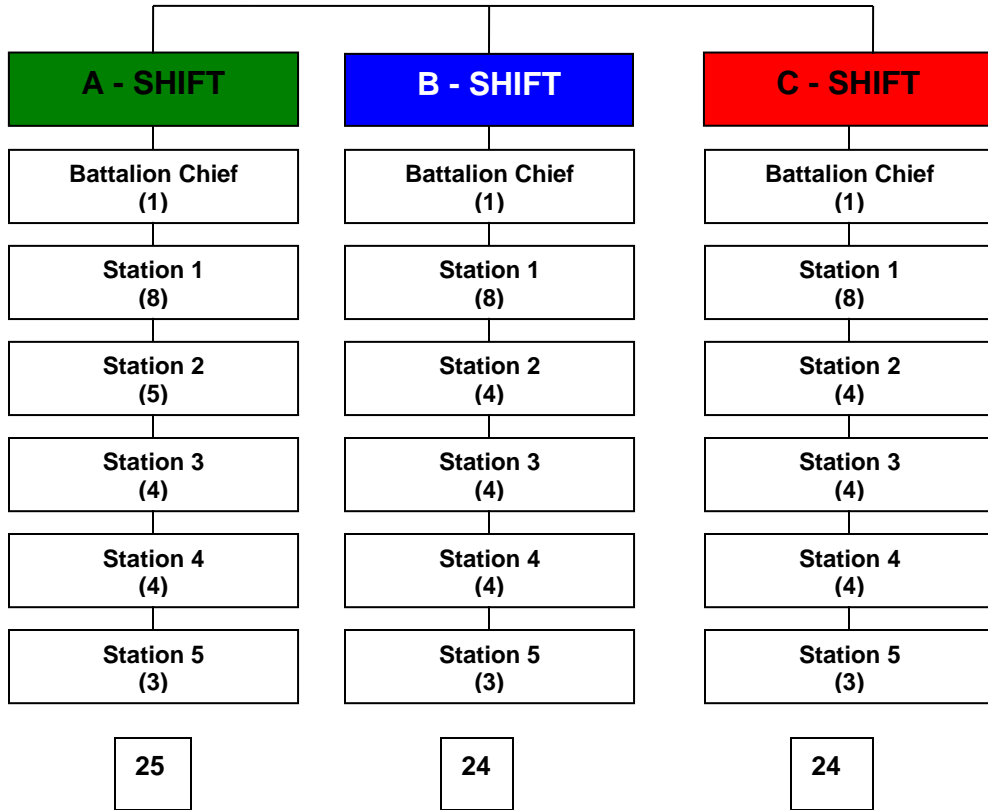 A - SHIFT
B - SHIFT
C - SHIFT
Battalion Chief
(1)
Battalion Chief
(1)
Battalion Chief
(1)
Station 1
(8)
Station 1
(8)
Station 1
(8)
Station 2
(5)
Station 2
(4)
Station 2
(4)
Station 3
(4)
Station 3
(4)
Station 3
(4)
Station 4
(4)
Station 4
(4)
Station 4
(4)
Station 5
(3)
Station 5
(3)
Station 5
(3)
25
24
24